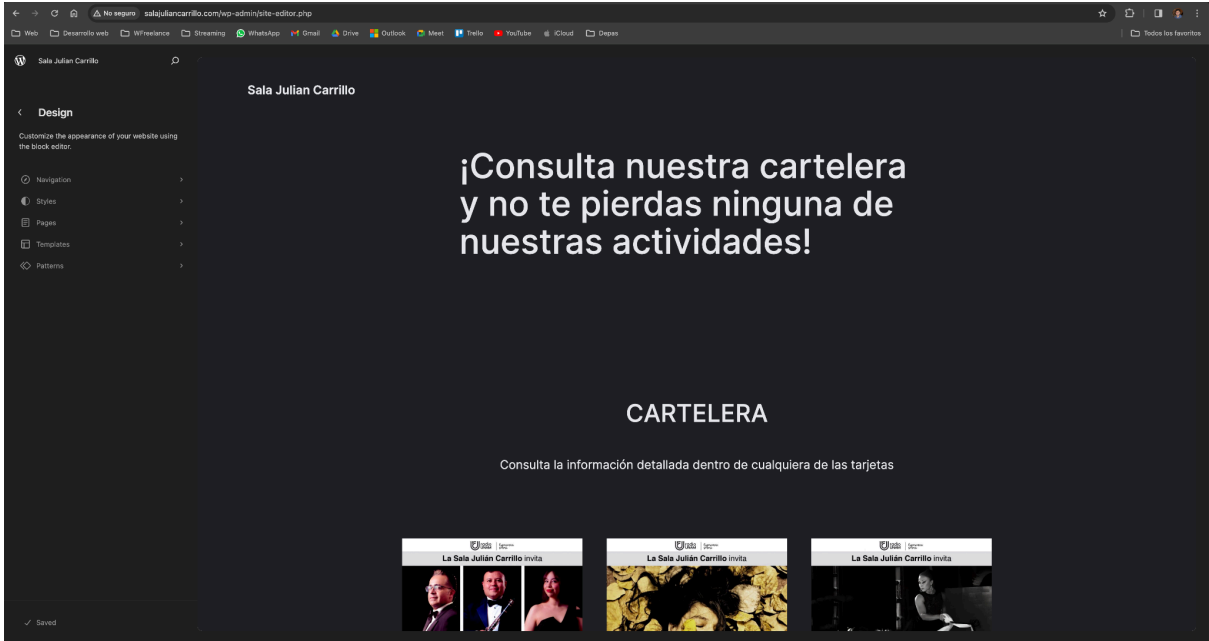 No seguro
salajuliancarrillo.com/wp-admin/site-editor.php
Web
Desarrollo web
WFreelance
Streaming
WhatsApp
Gmail
Drive
Outlook
Meet
Trello
YouTube
iCloud
Depas
Todos los favoritos
Sala Julian Carrillo
Design
Customize the appearance of your website using
the block editor.
Navigation
Styles
Pages
Templates
Patterns
Saved
Sala Julian Carrillo
¡Consulta nuestra cartelera
y no te pierdas ninguna de
nuestras actividades!
CARTELERA
Consulta la información detallada dentro de cualquiera de las tarjetas
La Sala Julián Carrillo invita
La Sala Julián Carrillo invita
La Sala Julián Carrillo invita